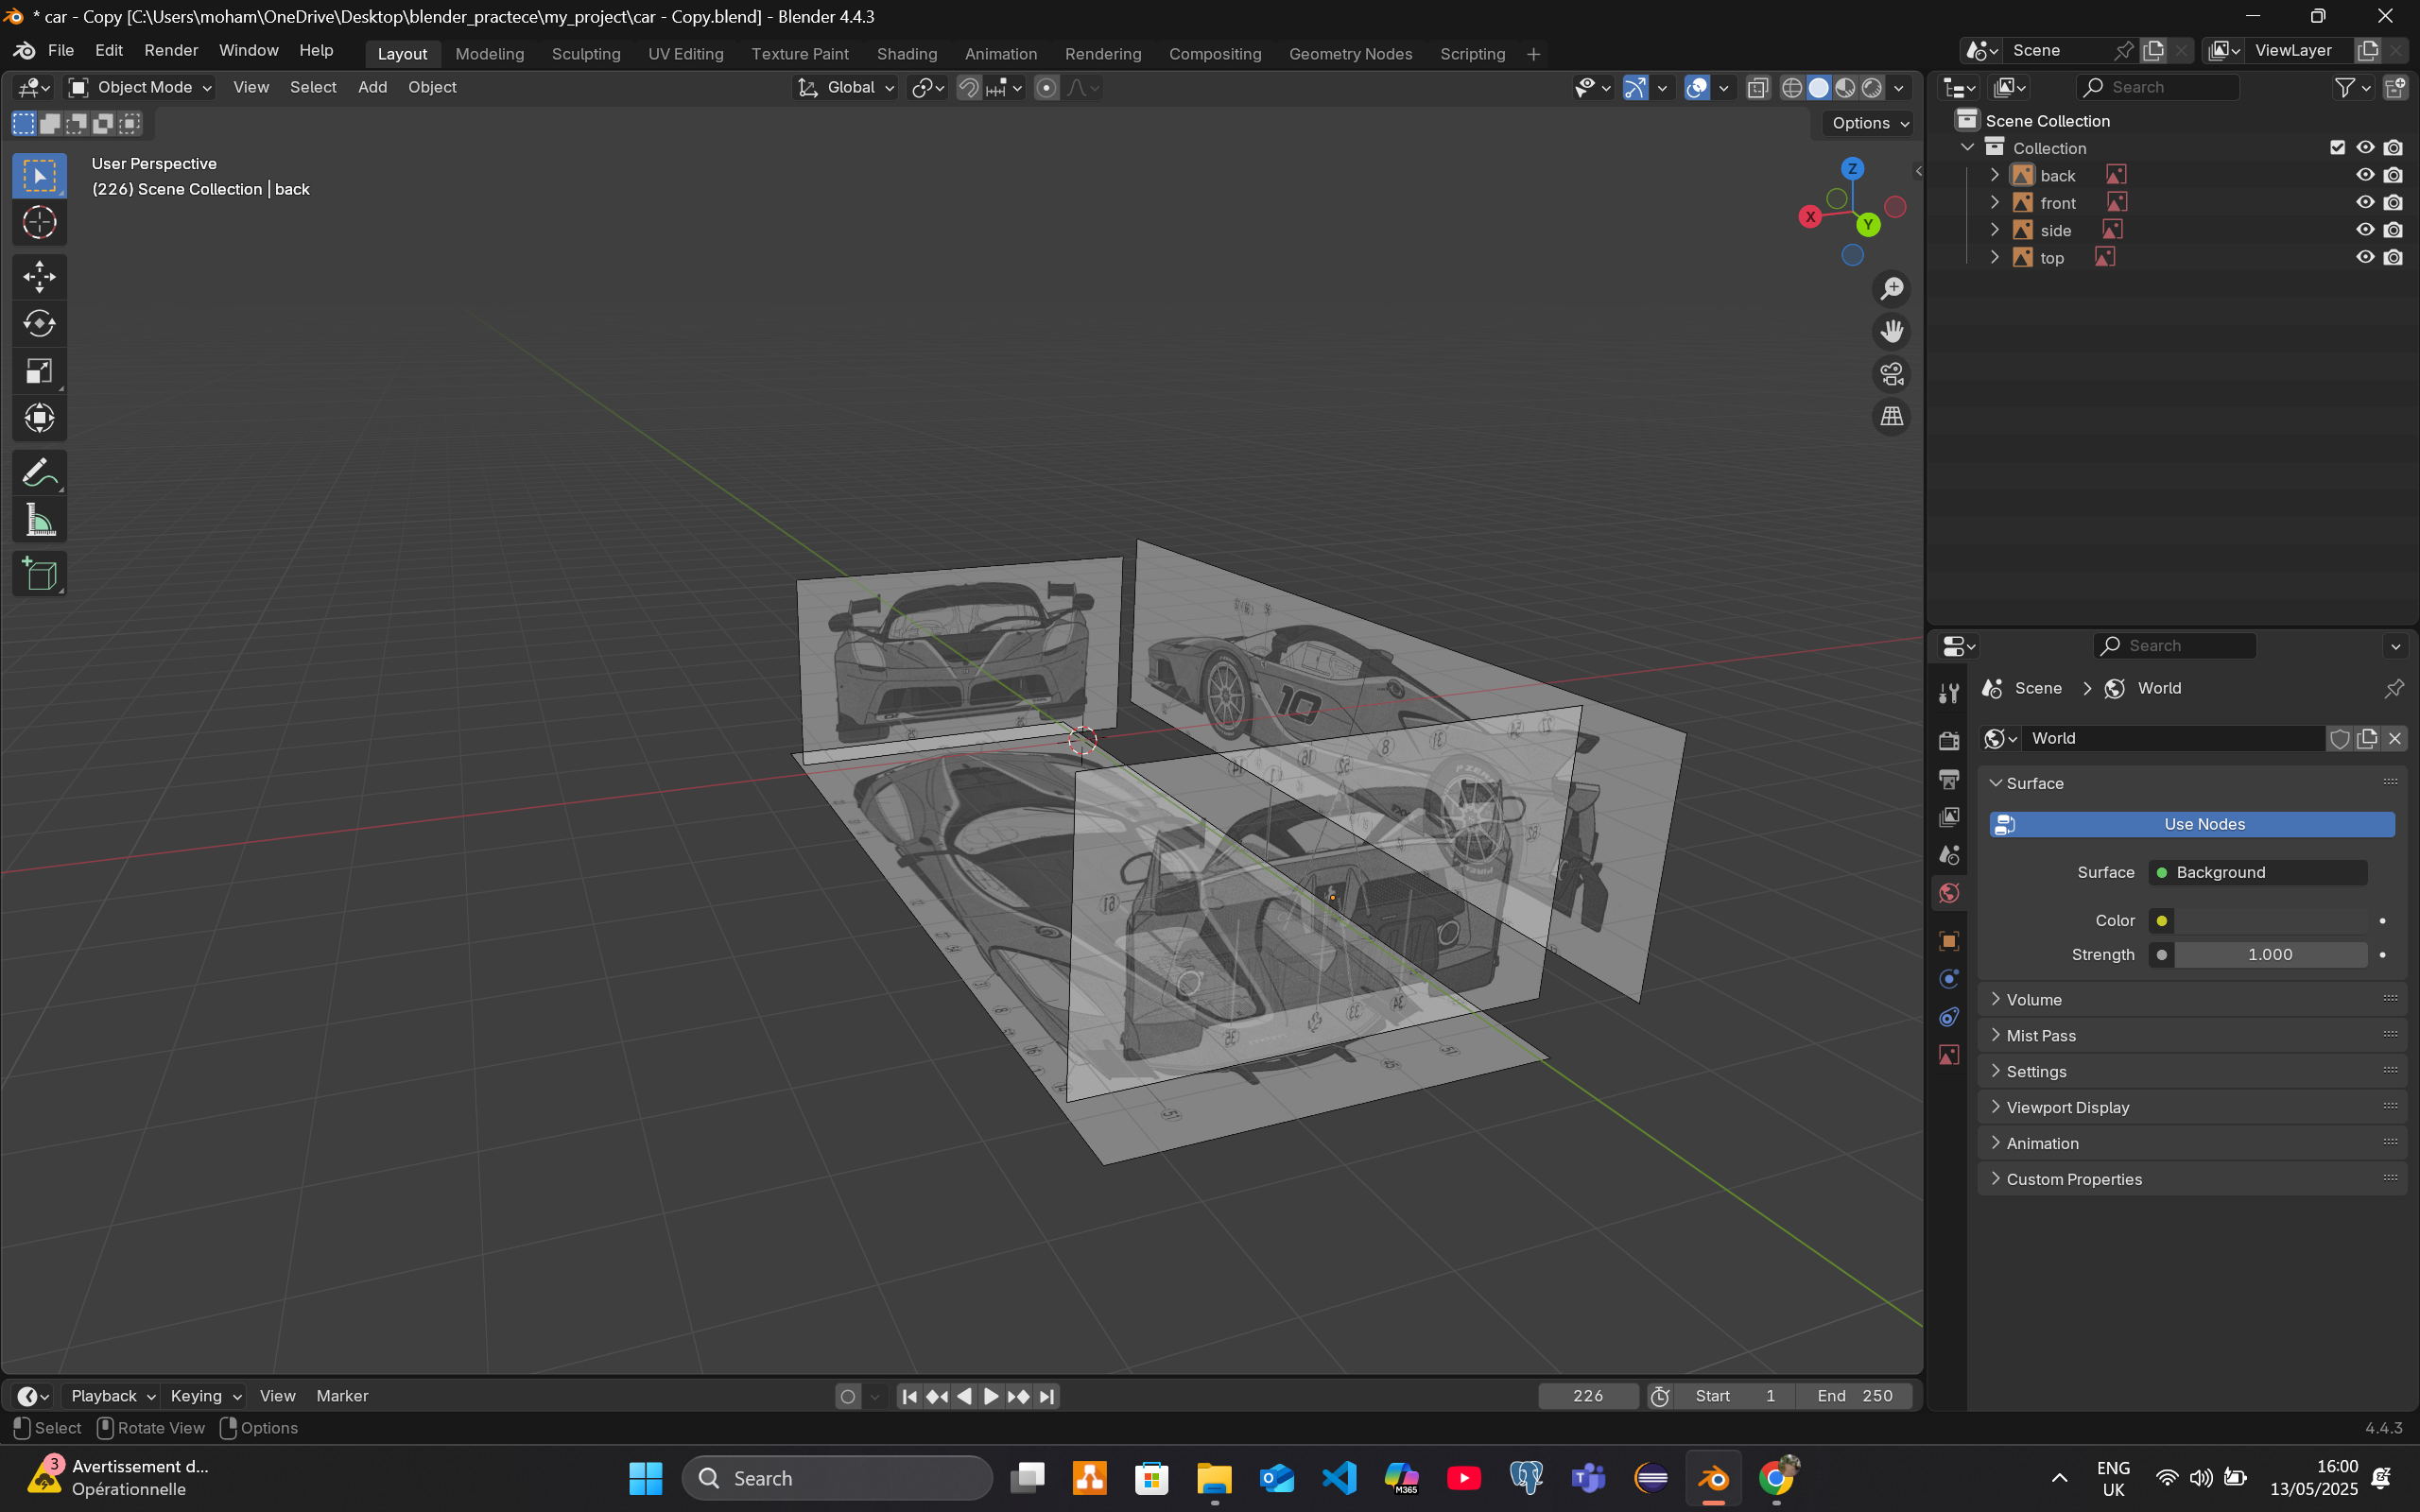 * car - Copy [C:\Users\moham\OneDrive\Desktop\blender_practece\my_project\car - Copy.blend] - Blender 4.4.3
File Edit Render Window Help Layout Modeling Sculpting UV Editing Texture Paint Shading Animation Rendering Compositing Geometry Nodes Scripting + Scene ViewLayer
Object Mode View Select Add Object Global Search
Options
User Perspective
(226) Scene Collection | back
Z
X
Y
Scene Collection
Collection
back
front
side
top
10
Search
Scene > World
World
Surface
Use Nodes
Surface Background
Color
Strength 1.000
Volume
Mist Pass
Settings
Viewport Display
Animation
Custom Properties
Playback Keying View Marker 226 Start 1 End 250
Select Rotate View Options 4.4.3
3
Avertissement d...
Opérationnelle
Search
M365
ENG
UK
16:00
13/05/2025